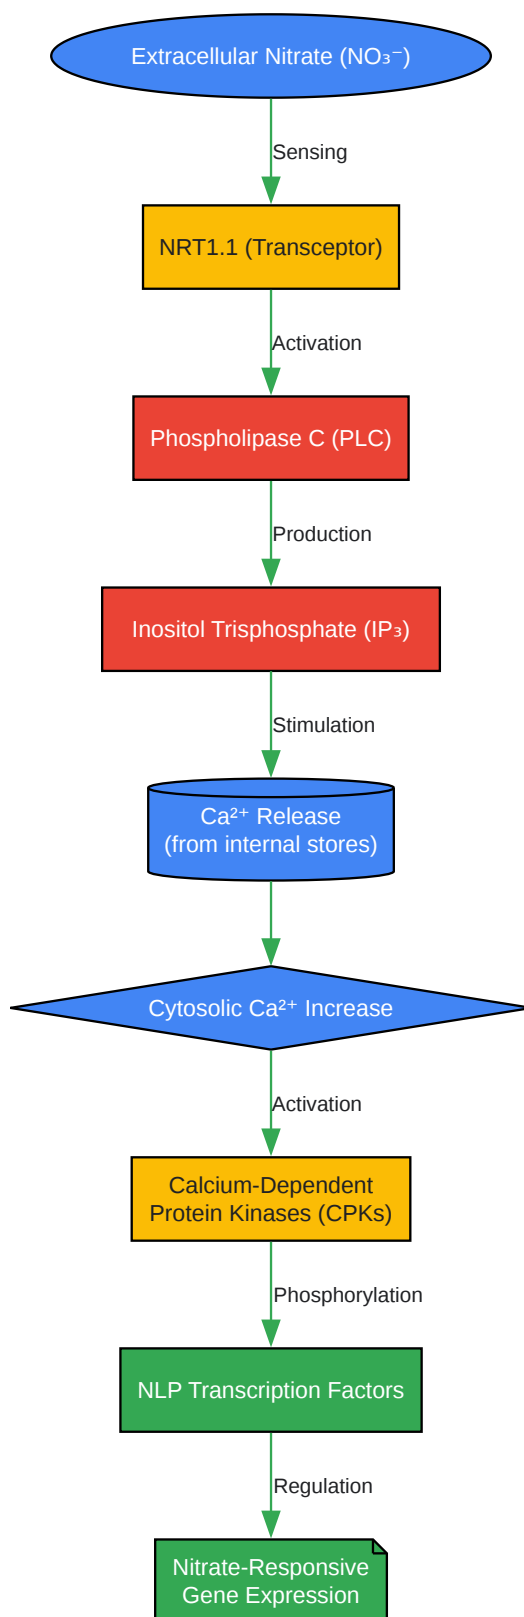 Extracellular Nitrate (NO₃⁻)
Sensing
NRT1.1 (Transceptor)
Activation
Phospholipase C (PLC)
Production
Inositol Trisphosphate (IP₃)
Stimulation
Ca²⁺ Release
(from internal stores)
Cytosolic Ca²⁺ Increase
Activation
Calcium-Dependent
Protein Kinases (CPKs)
Phosphorylation
NLP Transcription Factors
Regulation
Nitrate-Responsive
Gene Expression